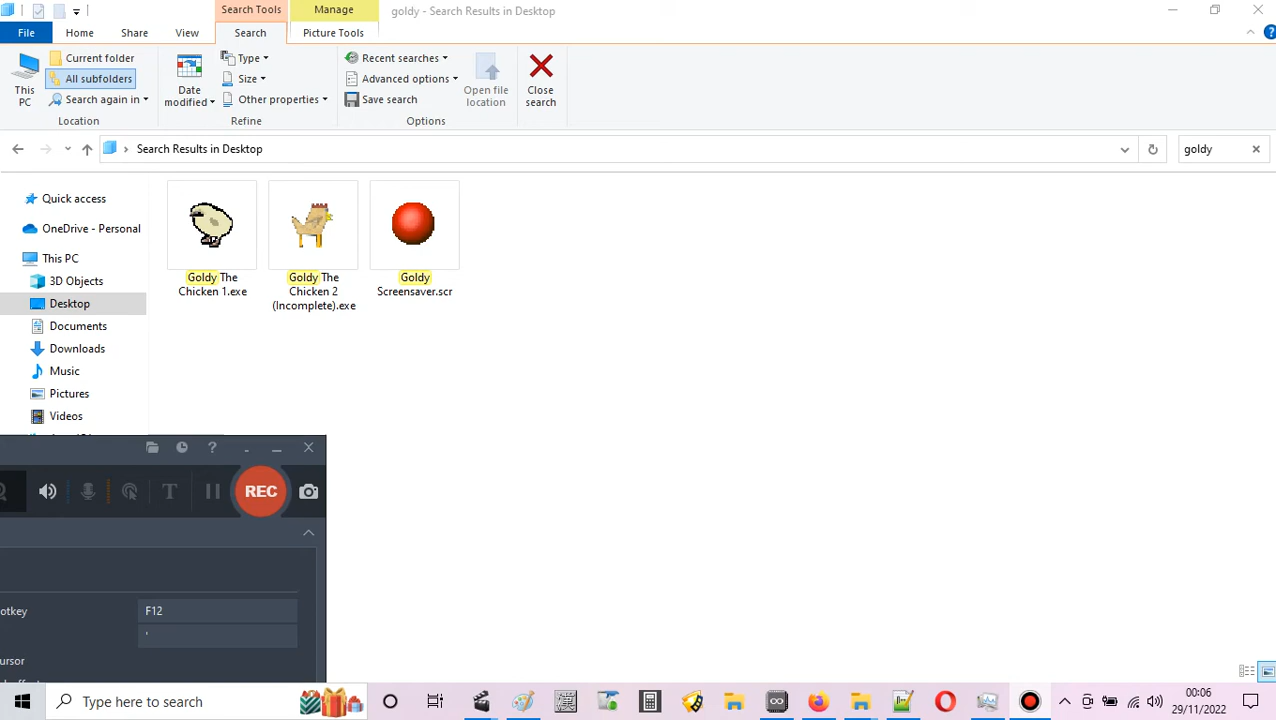 Search Tools
Manage
goldy - Search Results in Desktop
File
Home
Share
View
Search
Picture Tools
This PC
Current folder
All subfolders
Search again in
Location
Date modified
Type
Size
Other properties
Refine
Recent searches
Advanced options
Save search
Open file location
Options
Close search
Search Results in Desktop
goldy
Quick access
OneDrive - Personal
This PC
3D Objects
Desktop
Documents
Downloads
Music
Pictures
Videos
Goldy The
Chicken 1.exe
Goldy The
Chicken 2
(Incomplete).exe
Goldy
Screensaver.scr
?
T
REC
otkey
F12
'
ursor
Type here to search
00:06
29/11/2022